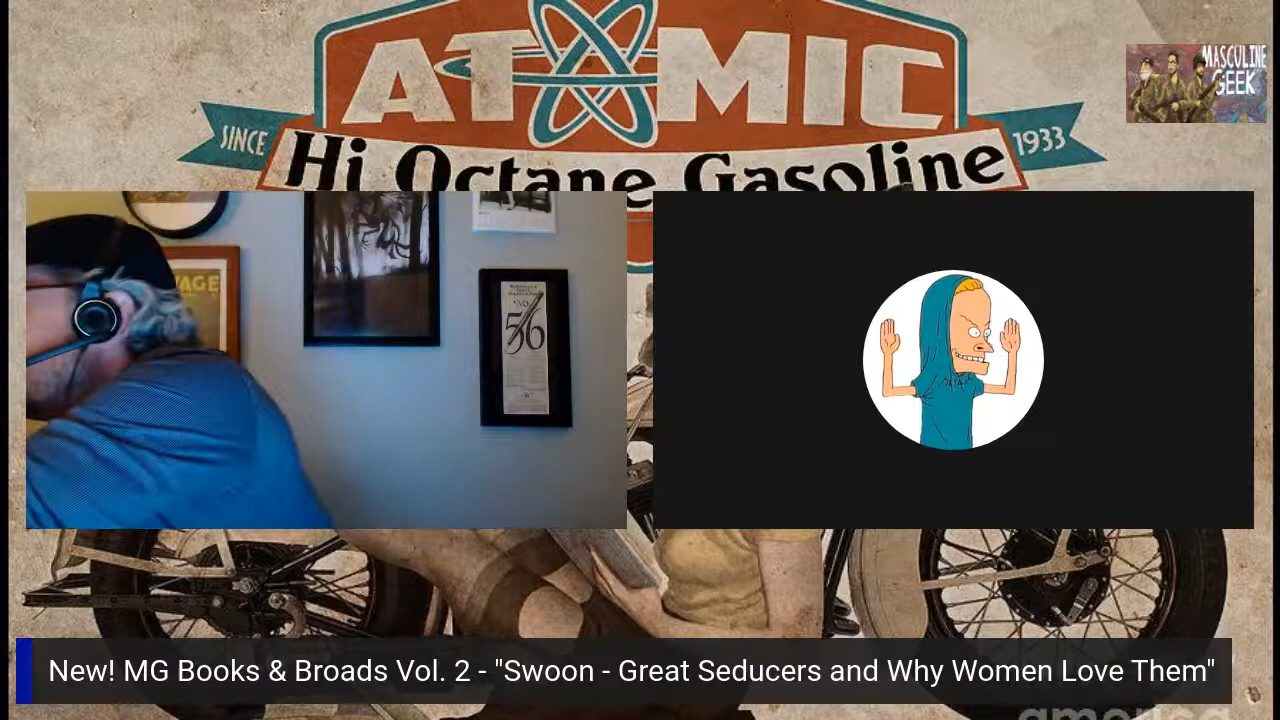 ATOMIC
SINCE
1933
Hi Octane Gasoline
MASCULINE
GEEK
56
New! MG Books & Broads Vol. 2 - "Swoon - Great Seducers and Why Women Love Them"